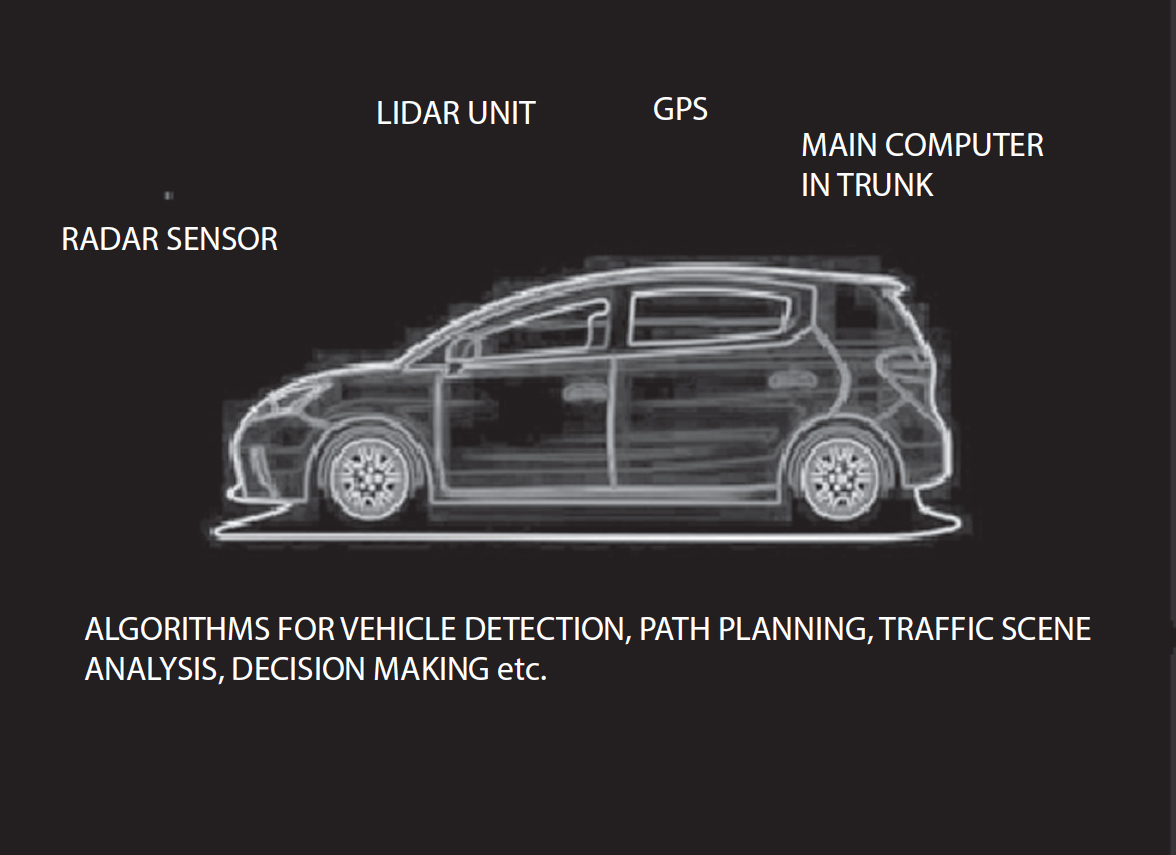 LIDAR UNIT
GPS
MAIN COMPUTER
IN TRUNK
RADAR SENSOR
ALGORITHMS FOR VEHICLE DETECTION, PATH PLANNING, TRAFFIC SCENE
ANALYSIS, DECISION MAKING etc.